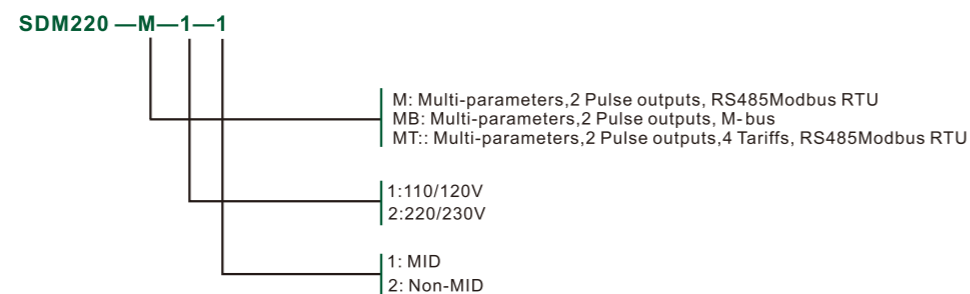 SDM220 —M—1—1
M: Multi-parameters,2 Pulse outputs, RS485Modbus RTU
MB: Multi-parameters,2 Pulse outputs, M-bus
MT:: Multi-parameters,2 Pulse outputs,4 Tariffs, RS485Modbus RTU
1:110/120V
2:220/230V
1: MID
2: Non-MID